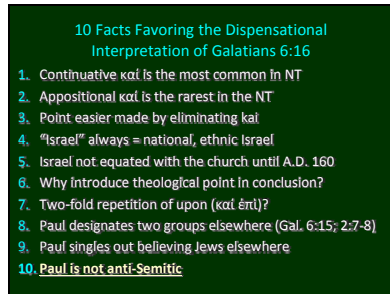 10 Facts Favoring the Dispensational
Interpretation of Galatians 6:16
1. Continuative καί is the most common in NT
2. Appositional καί is the rarest in the NT
3. Point easier made by eliminating kai
4. “Israel” always = national, ethnic Israel
5. Israel not equated with the church until A.D. 160
6. Why introduce theological point in conclusion?
7. Two-fold repetition of upon (καί ἐπὶ)?
8. Paul designates two groups elsewhere (Gal. 6:15; 2:7-8)
9. Paul singles out believing Jews elsewhere
10. Paul is not anti-Semitic